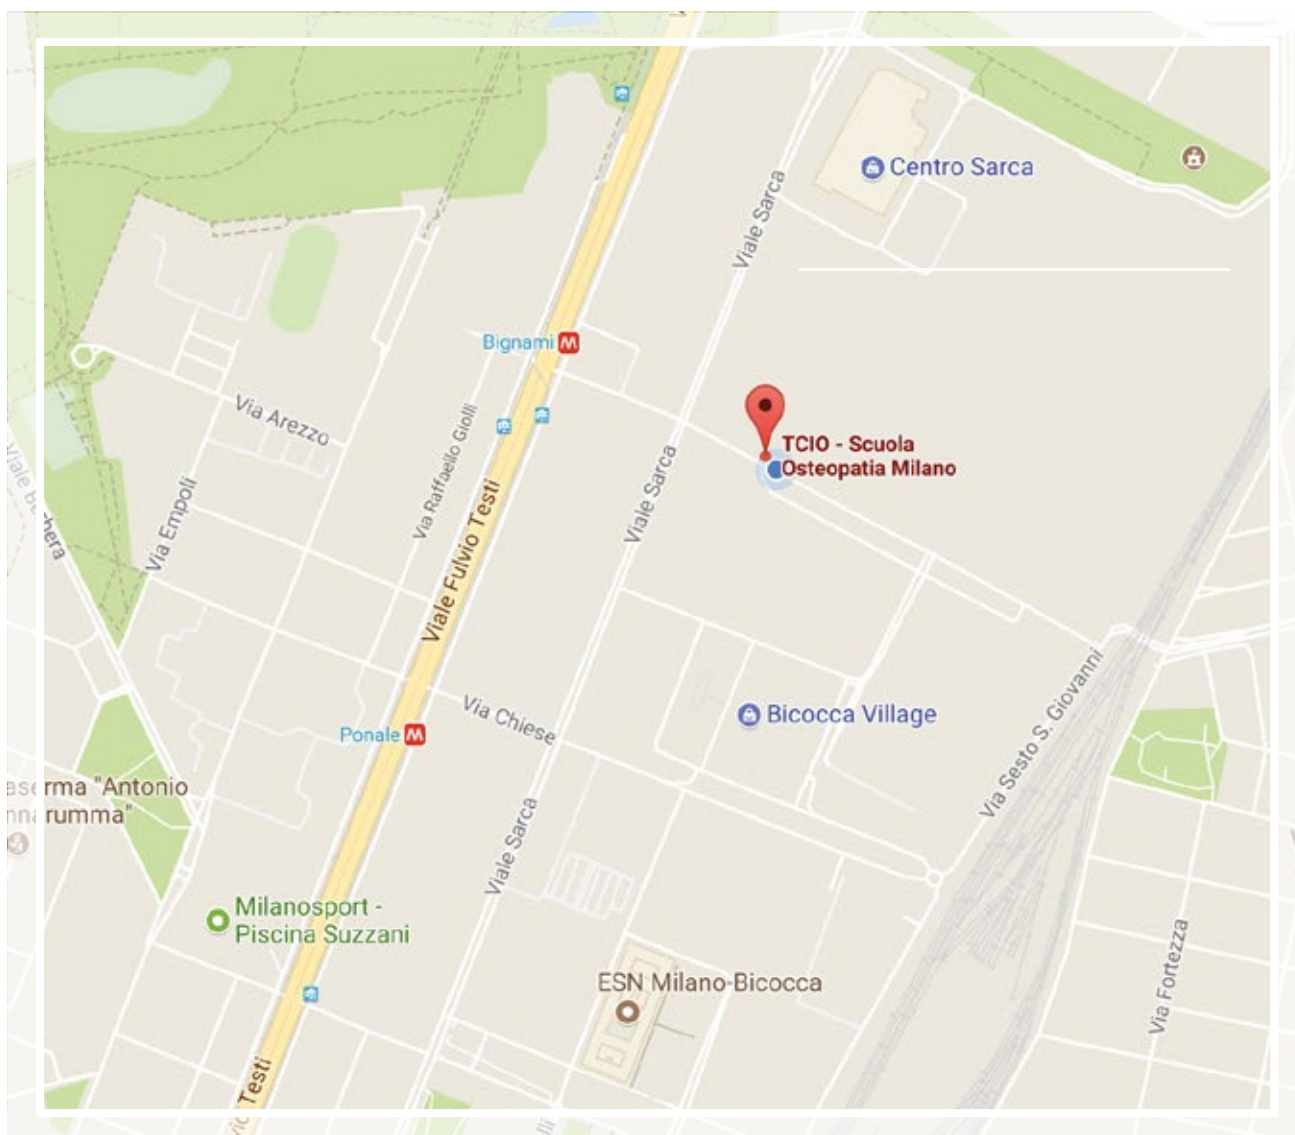 Centro Sarca
Viale Sarca
Bignami
M
Via Arezzo
Via Raffaello Giolli
TCIO - Scuola
Osteopatia Milano
Viale Sarca
Via Empoli
Viale Fulvio Testi
Via Chiese
Bicocca Village
Ponale
M
Via Sesto S. Giovanni
aserma "Antonio
nnarumma"
Viale Sarca
Milanosport -
Piscina Suzzani
ESN Milano-Bicocca
Via Fortezza
Testi